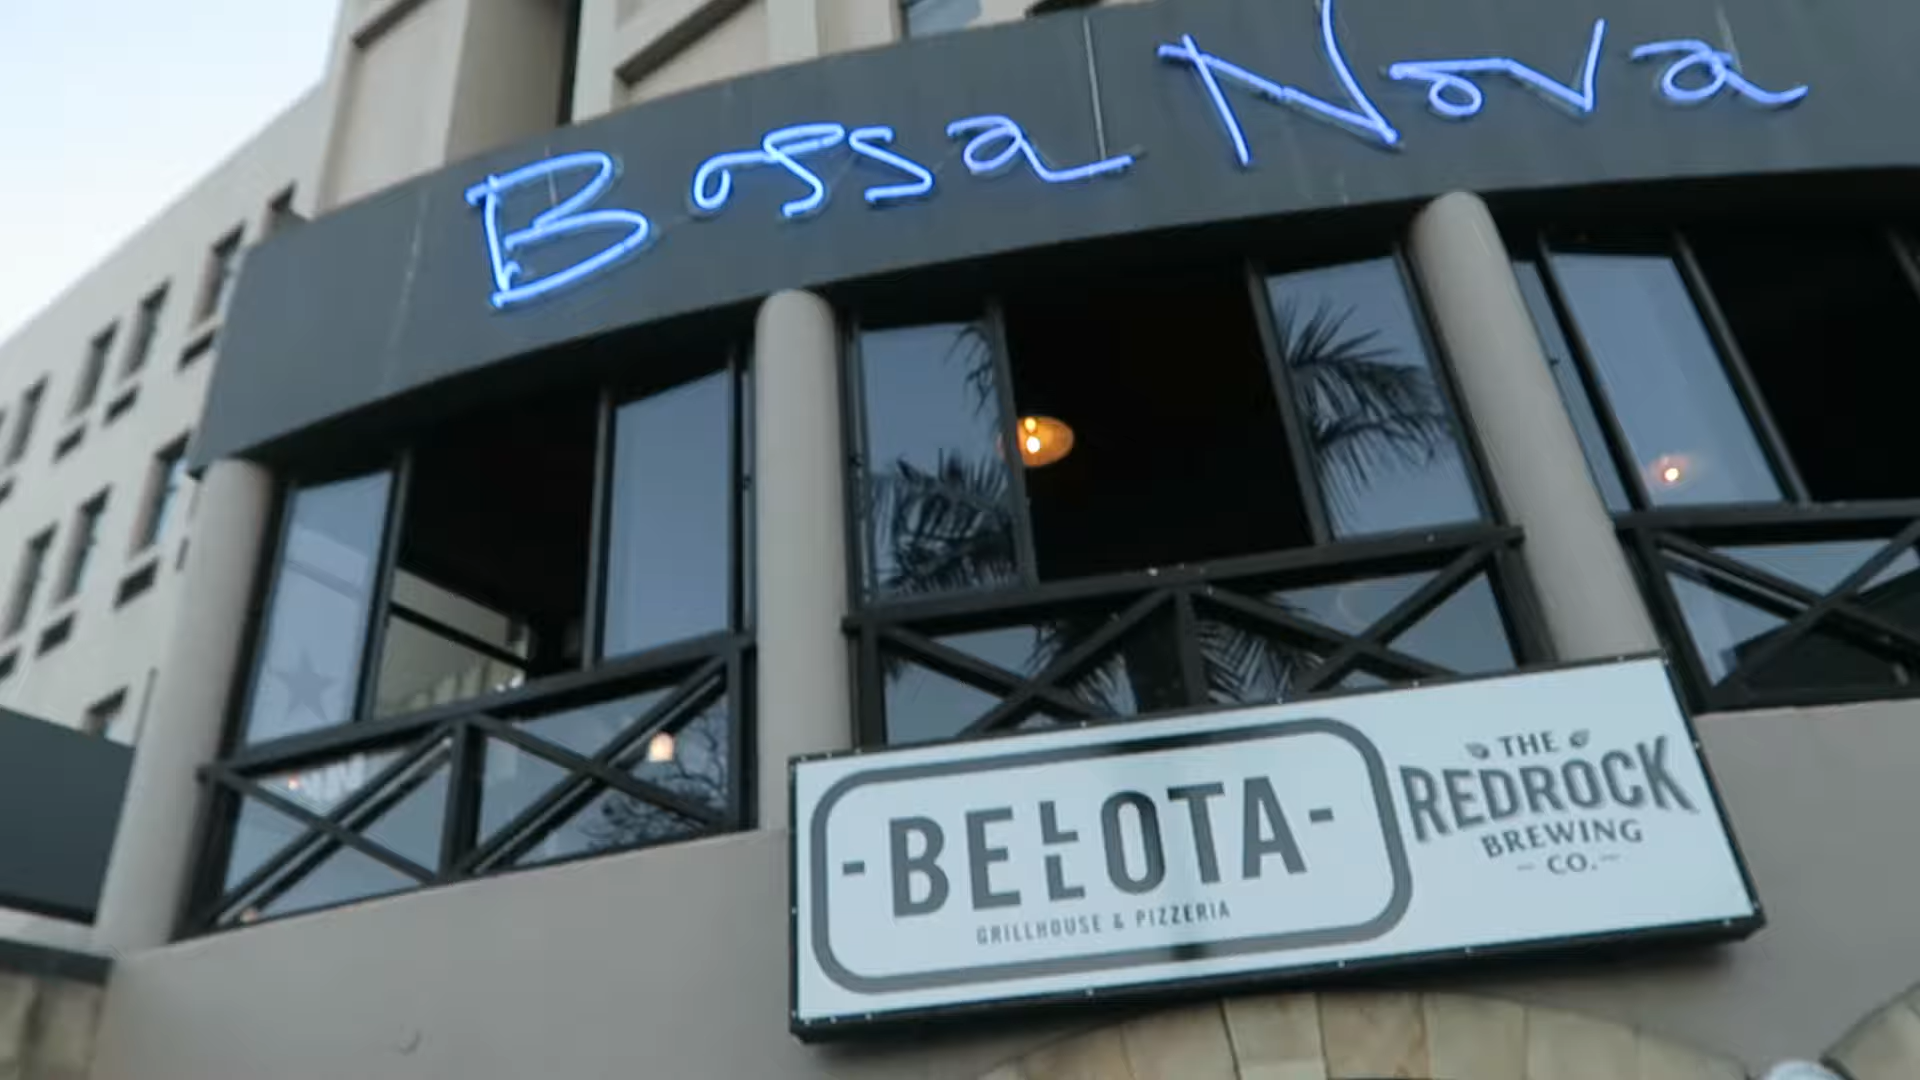 Bossa Nova
-BELLOTA-
GRILLHOUSE & PIZZERIA
THE
REDROCK
BREWING
- CO. -